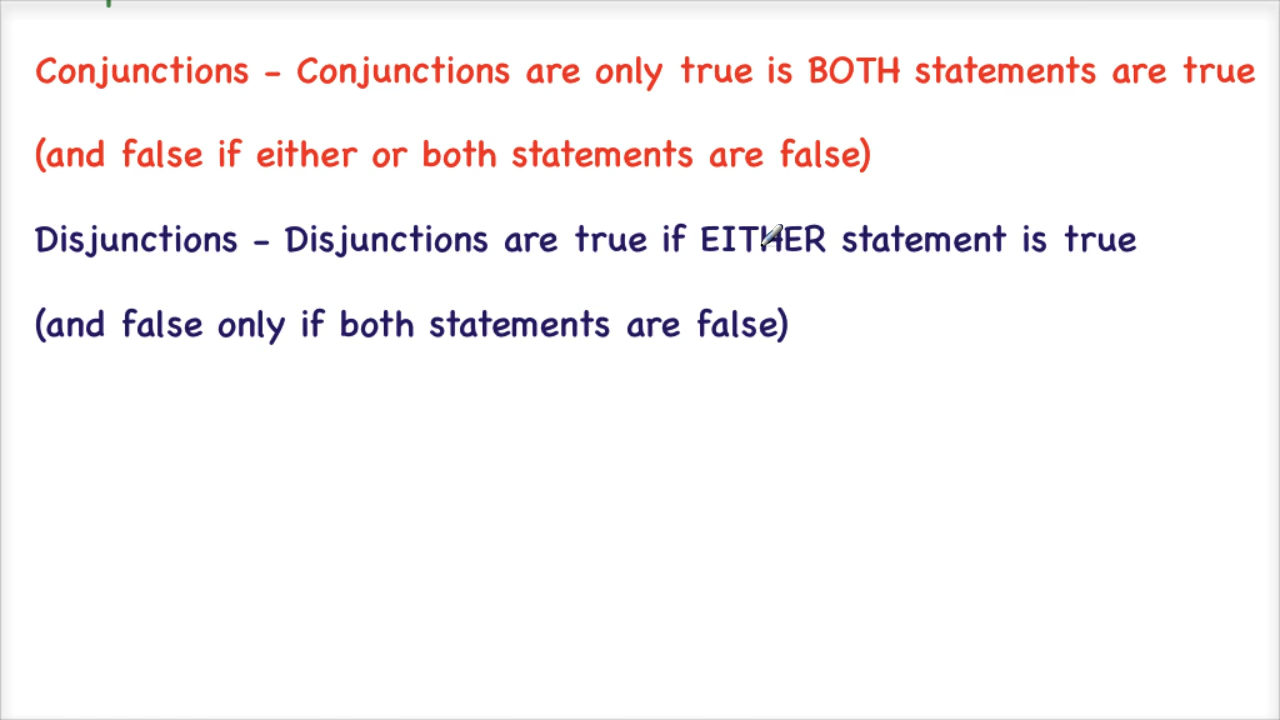 Conjunctions - Conjunctions are only true is BOTH statements are true
(and false if either or both statements are false)
Disjunctions - Disjunctions are true if EITHER statement is true
(and false only if both statements are false)